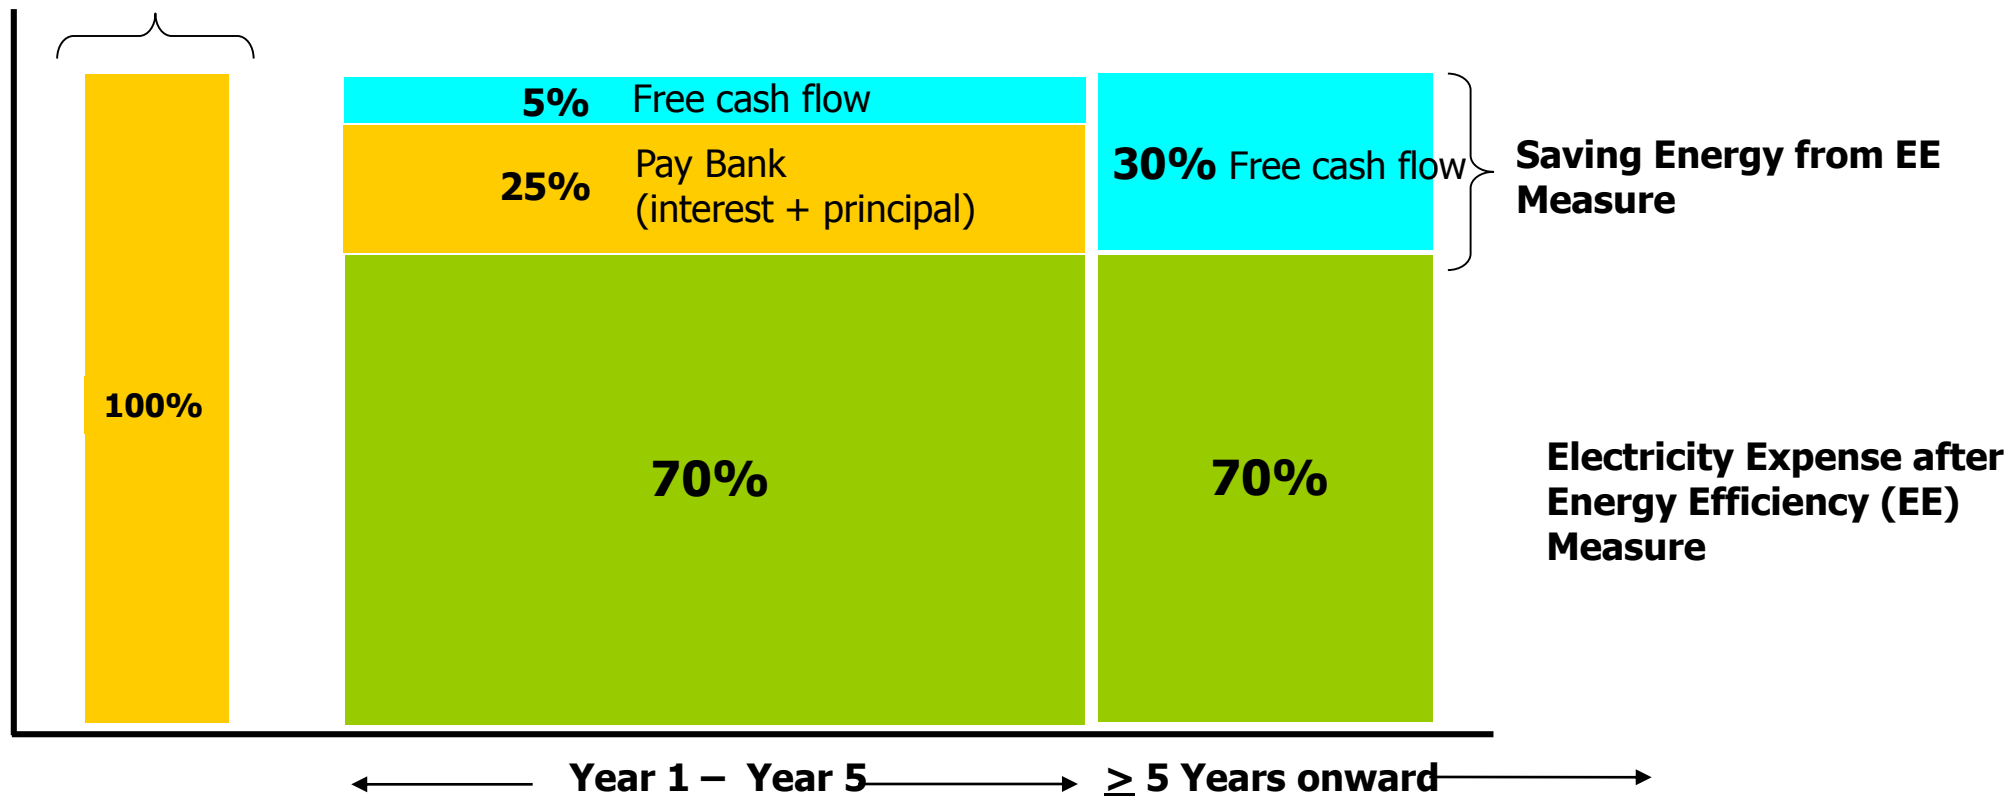 5% Free cash flow
25% Pay Bank
(interest + principal)
30% Free cash flow
Saving Energy from EE
Measure
100%
70%
70%
Electricity Expense after
Energy Efficiency (EE)
Measure
Year 1 – Year 5
≥ 5 Years onward